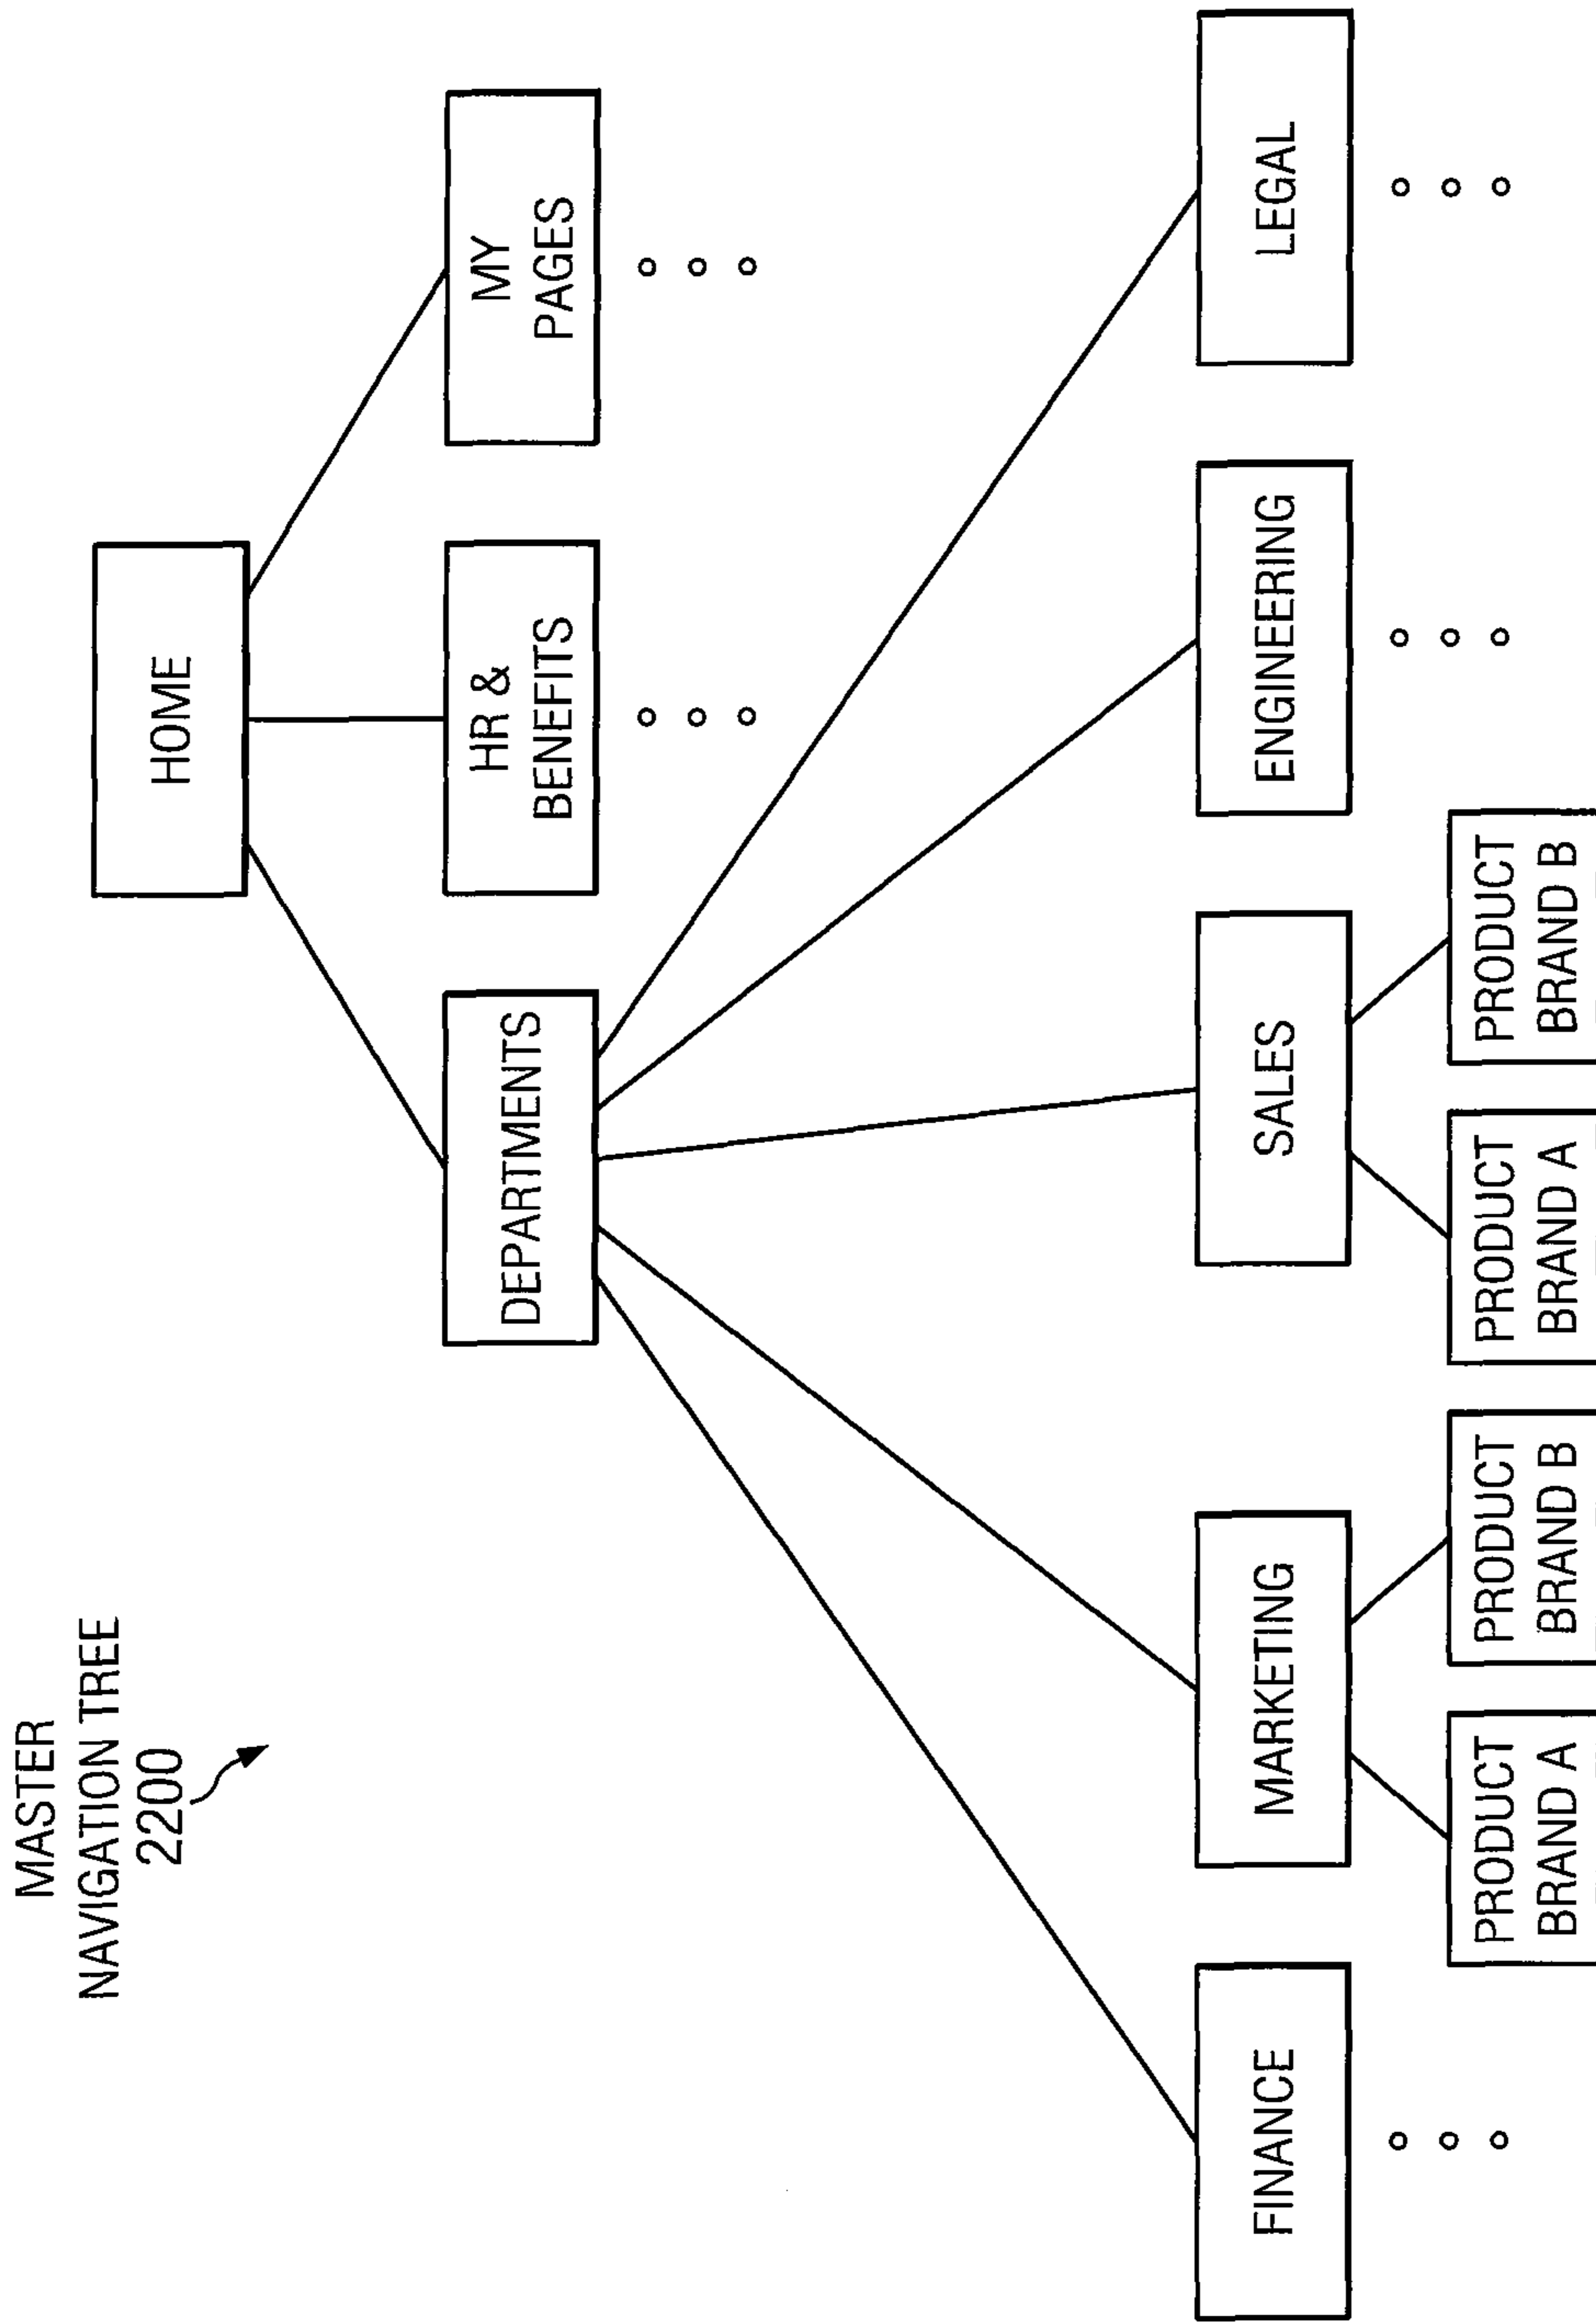 MASTER
NAVIGATION TREE
2200
HOME
DEPARTMENTS
HR &
BENEFITS
MY
PAGES
FINANCE
MARKETING
SALES
ENGINEERING
LEGAL
PRODUCT
BRAND A
PRODUCT
BRAND B
PRODUCT
BRAND A
PRODUCT
BRAND B